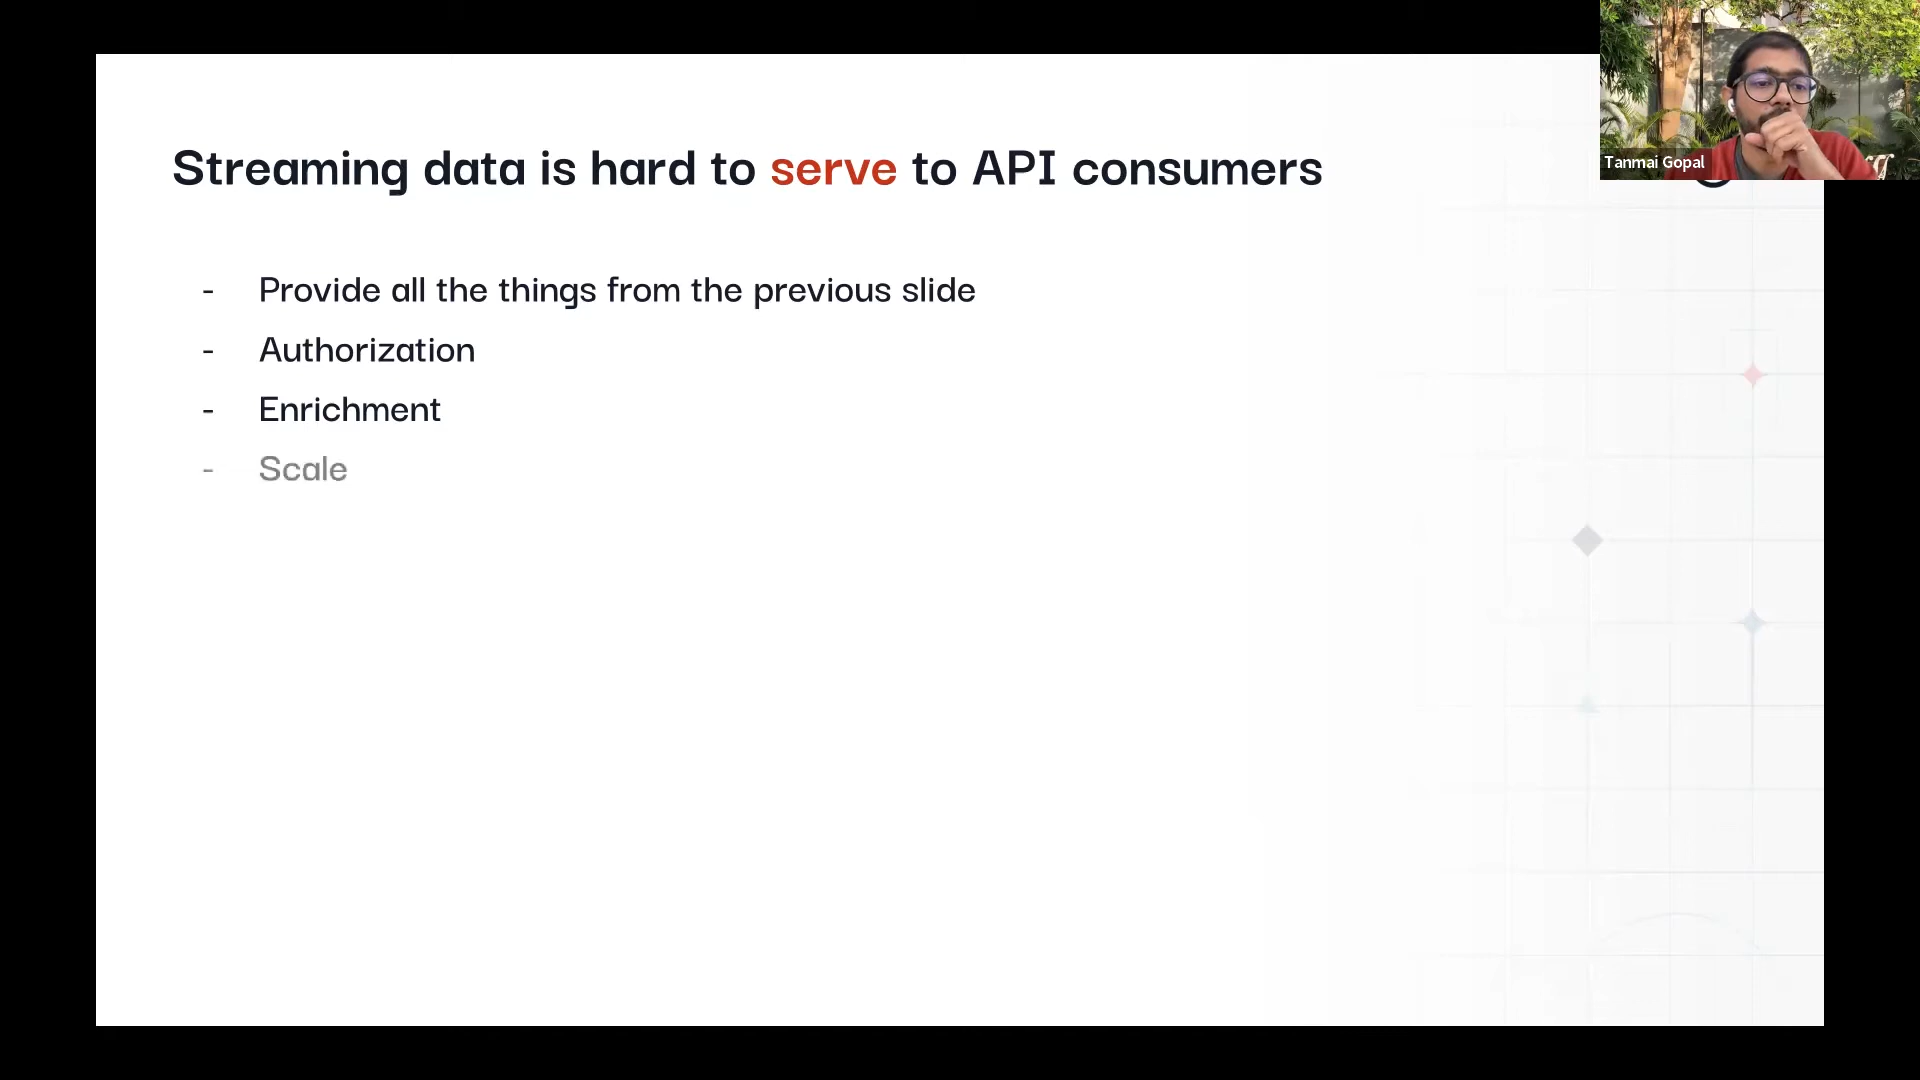 Streaming data is hard to serve to API consumers
- Provide all the things from the previous slide
- Authorization
- Enrichment
- Scale
Tanmai Gopal